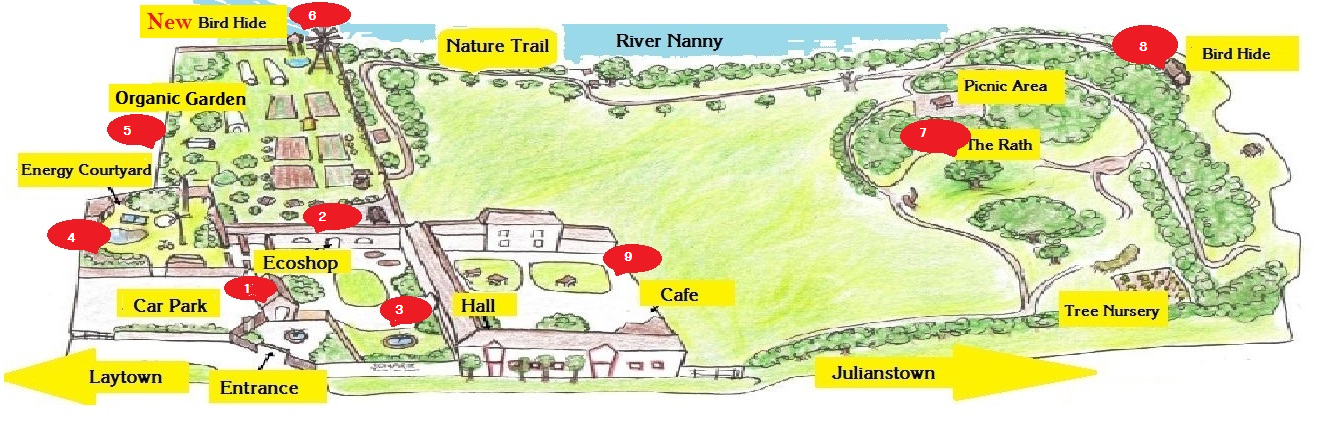 New Bird Hide
6
Nature Trail
River Nanny
8
Bird Hide
Organic Garden
Picnic Area
5
7
The Rath
Energy Courtyard
2
4
Ecoshop
9
1
Car Park
3
Hall
Cafe
Tree Nursery
Laytown
Entrance
Julianstown